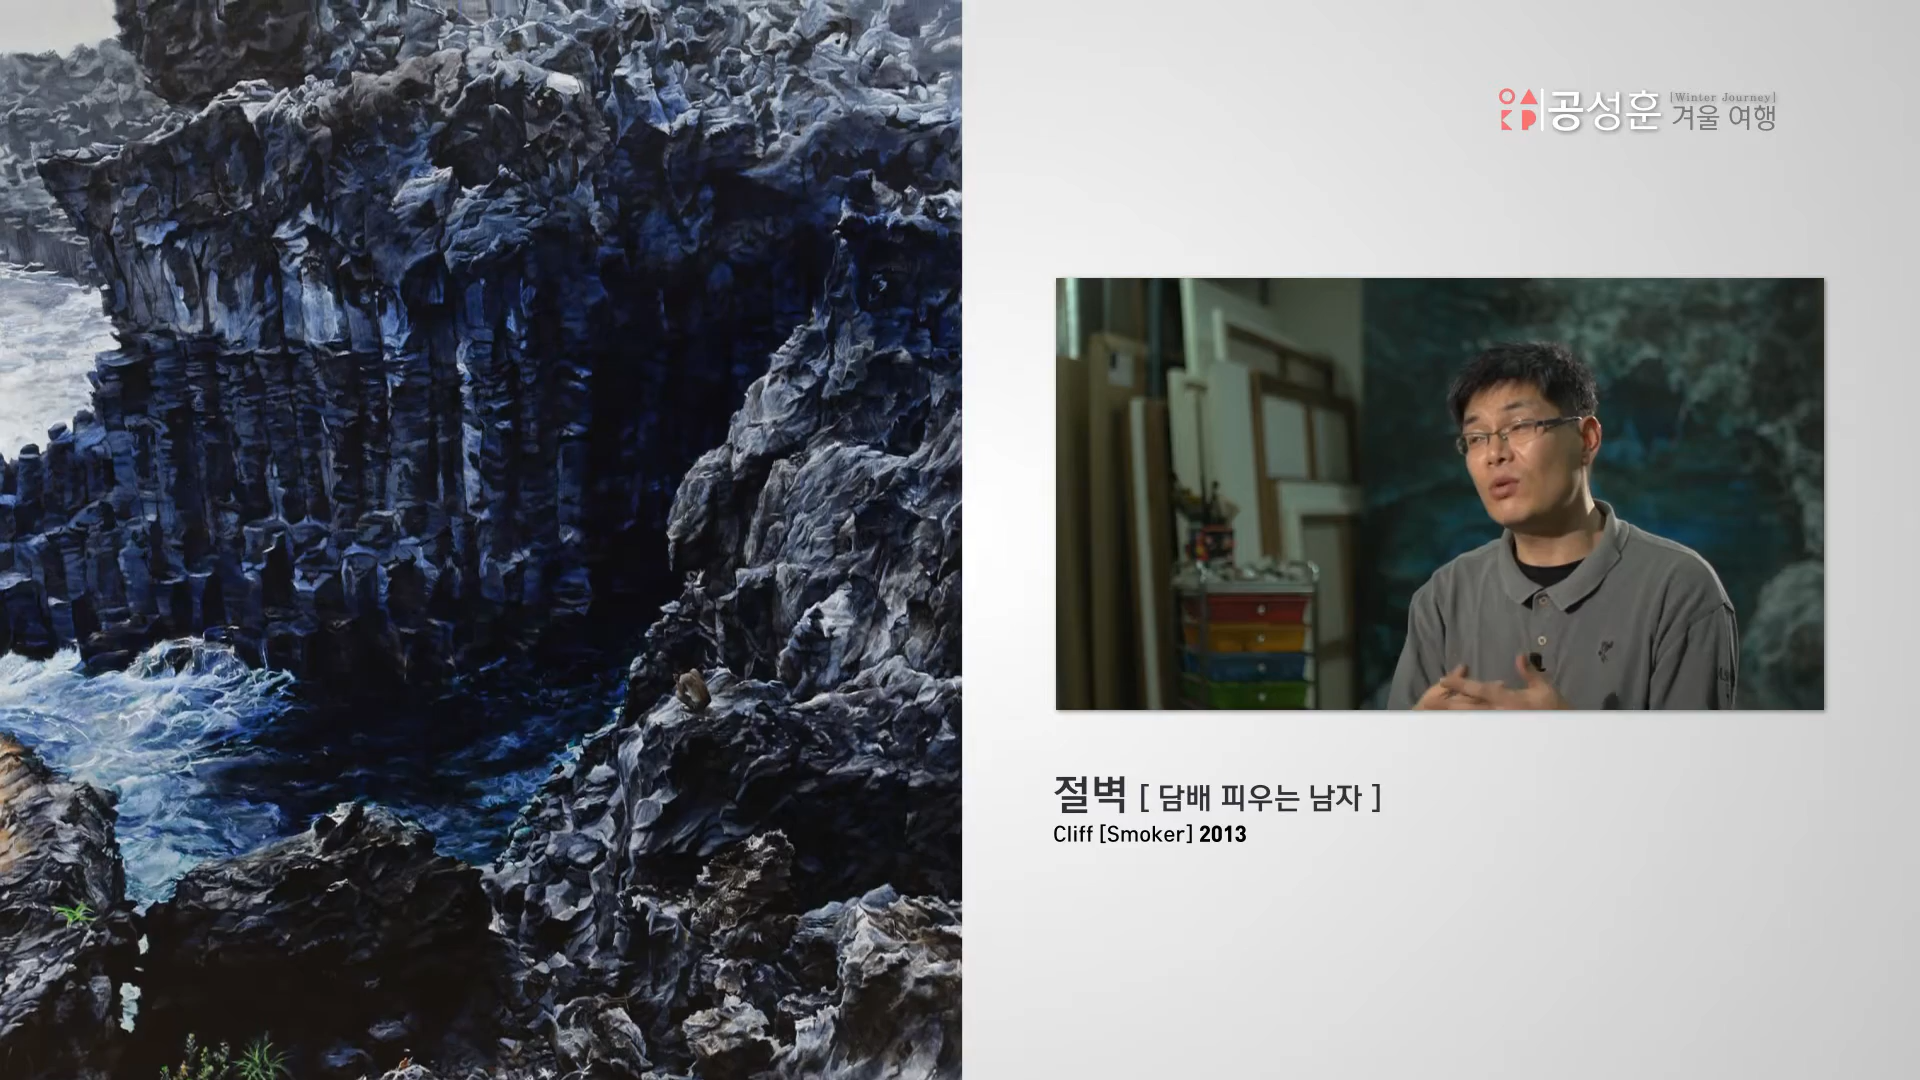 공성훈
[Winter Journey]
겨울 여행
절벽 [ 담배 피우는 남자 ]
Cliff [Smoker] 2013